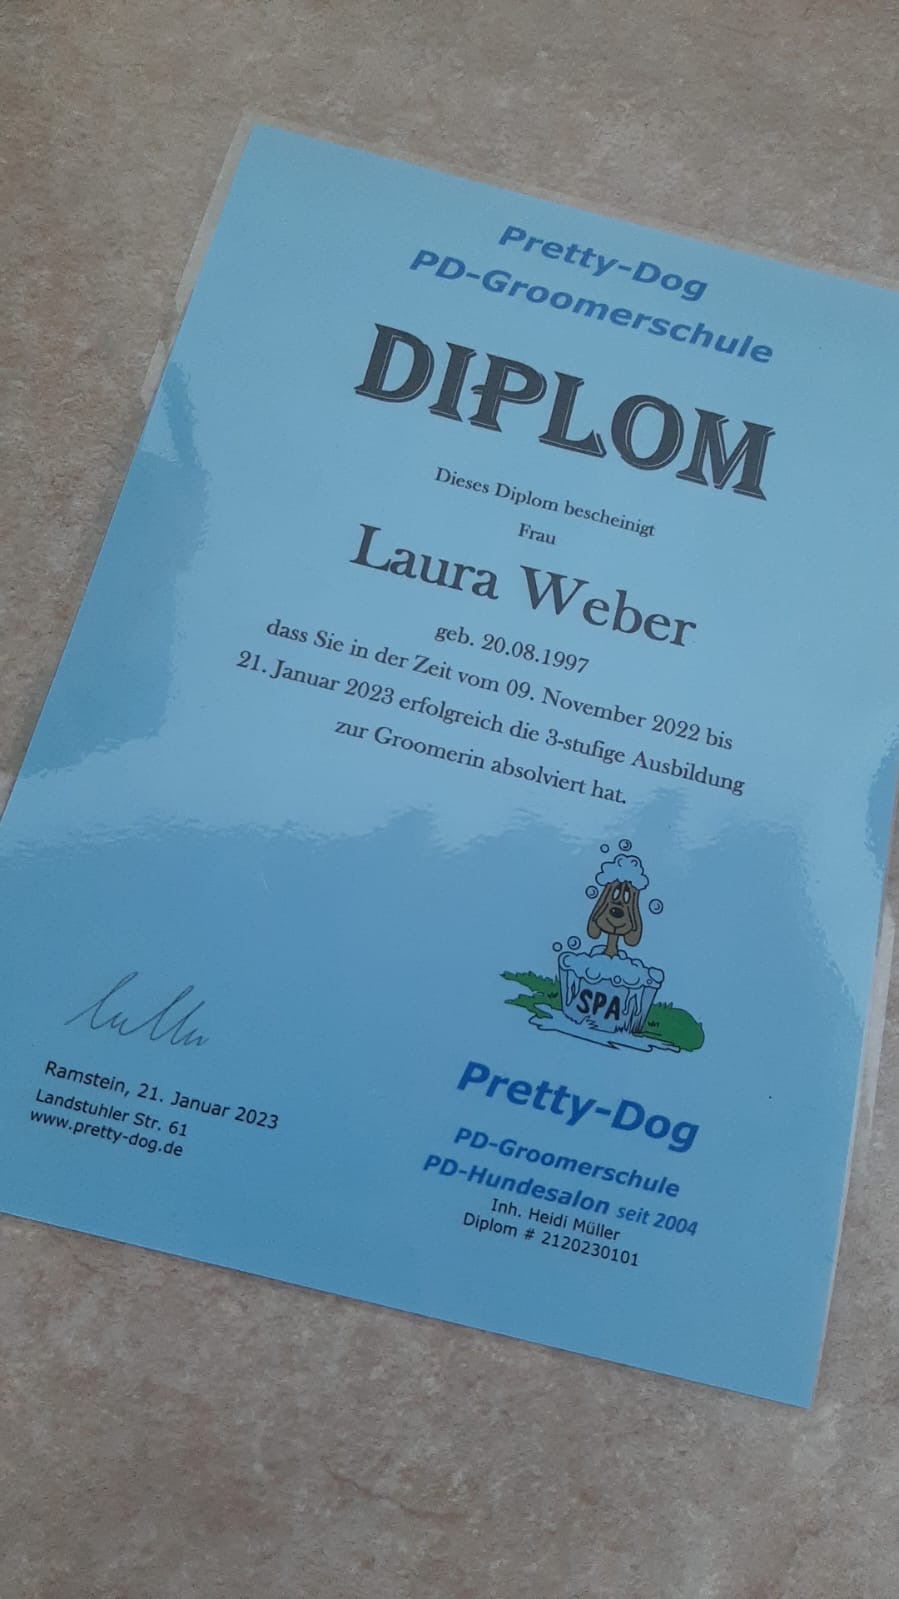 Pretty-Dog
PD-Groomerschule
DIPLOM
Dieses Diplom bescheinigt
Frau
Laura Weber
geb. 20.08.1997
dass Sie in der Zeit vom 09. November 2022 bis
21. Januar 2023 erfolgreich die 3-stufige Ausbildung
zur Groomerin absolviert hat.
SPA
Ramstein, 21. Januar 2023
Landstuhler Str. 61
www.pretty-dog.de
Pretty-Dog
PD-Groomerschule
PD-Hundesalon seit 2004
Inh. Heidi Müller
Diplom # 2120230101